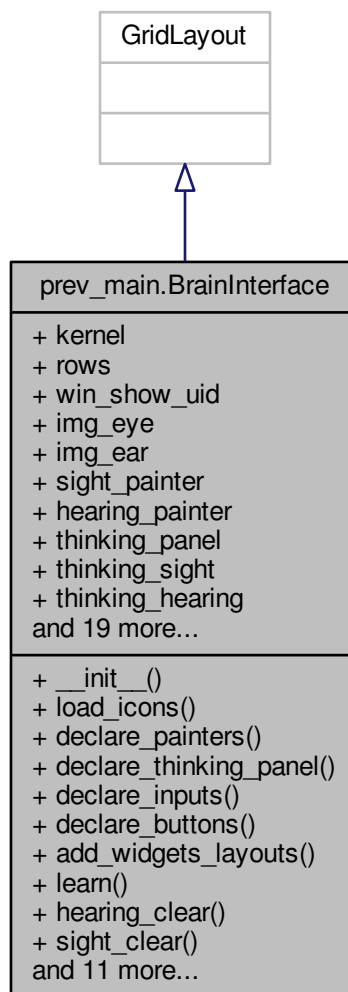 GridLayout
prev_main.BrainInterface
+ kernel
+ rows
+ win_show_uid
+ img_eye
+ img_ear
+ sight_painter
+ hearing_painter
+ thinking_panel
+ thinking_sight
+ thinking_hearing
and 19 more...
+ __init__()
+ load_icons()
+ declare_painters()
+ declare_thinking_panel()
+ declare_inputs()
+ declare_buttons()
+ add_widgets_layouts()
+ learn()
+ hearing_clear()
+ sight_clear()
and 11 more...